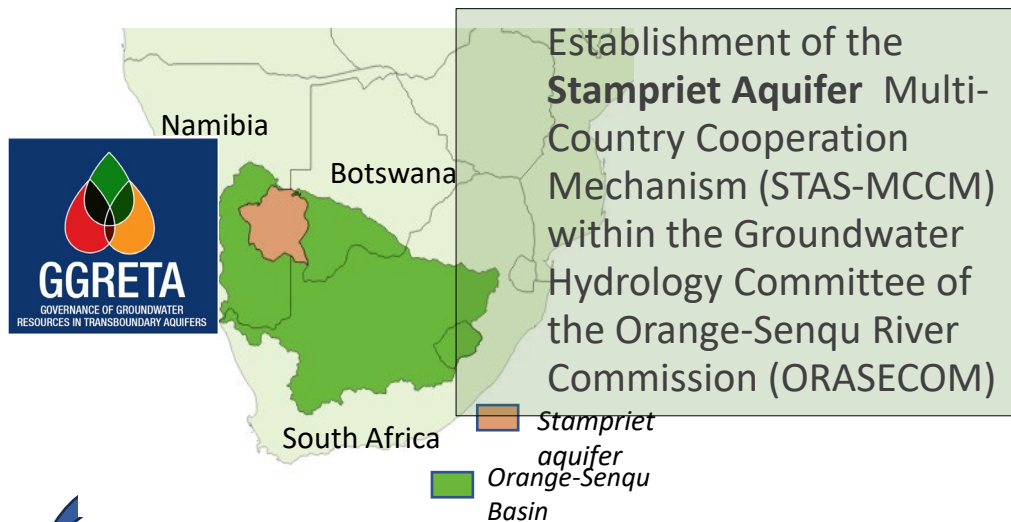 Establishment of the
Stampriet Aquifer Multi-
Country Cooperation
Mechanism (STAS-MCCM)
within the Groundwater
Hydrology Committee of
the Orange-Senqu River
Commission (ORASECOM)
Namibia
Botswana
GGRETA
GOVERNANCE OF GROUNDWATER
RESOURCES IN TRANSBOUNDARY AQUIFERS
South Africa
Stampriet
aquifer
Orange-Senqu
Basin